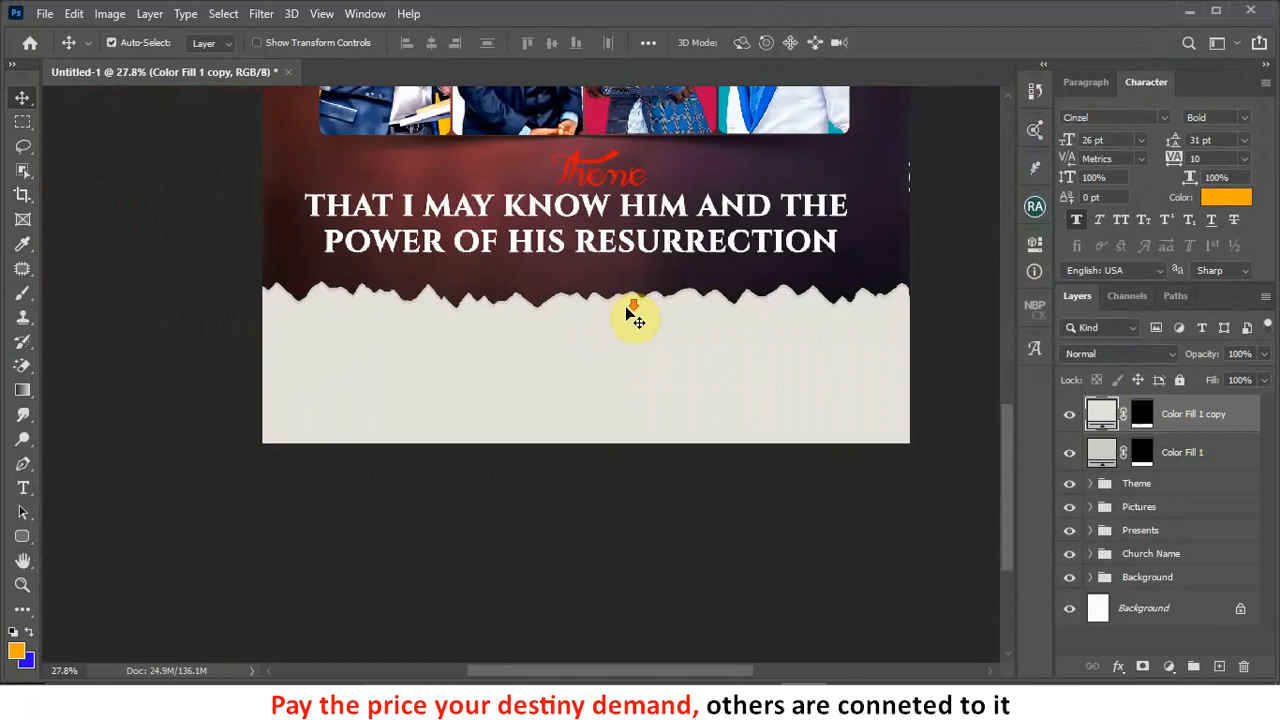 Ps File Edit Image Layer Type Select Filter 3D View Window Help
Auto-Select: Layer Show Transform Controls 3D Mode:
Untitled-1 @ 27.8% (Color Fill 1 copy, RGB/8) *
Paragraph Character
Cinzel Bold
26 pt 31 pt
Metrics 10
100% 100%
0 pt Color:
English: USA Sharp
Layers Channels Paths
Kind
Normal Opacity: 100%
Lock: Fill: 100%
Color Fill 1 copy
Color Fill 1
Theme
Pictures
Presents
Church Name
Background
Background
RA
NBP
CX
Theme
THAT I MAY KNOW HIM AND THE
POWER OF HIS RESURRECTION
27.8% Doc: 24.9M/136.1M
Pay the price your destiny demand, others are conneted to it